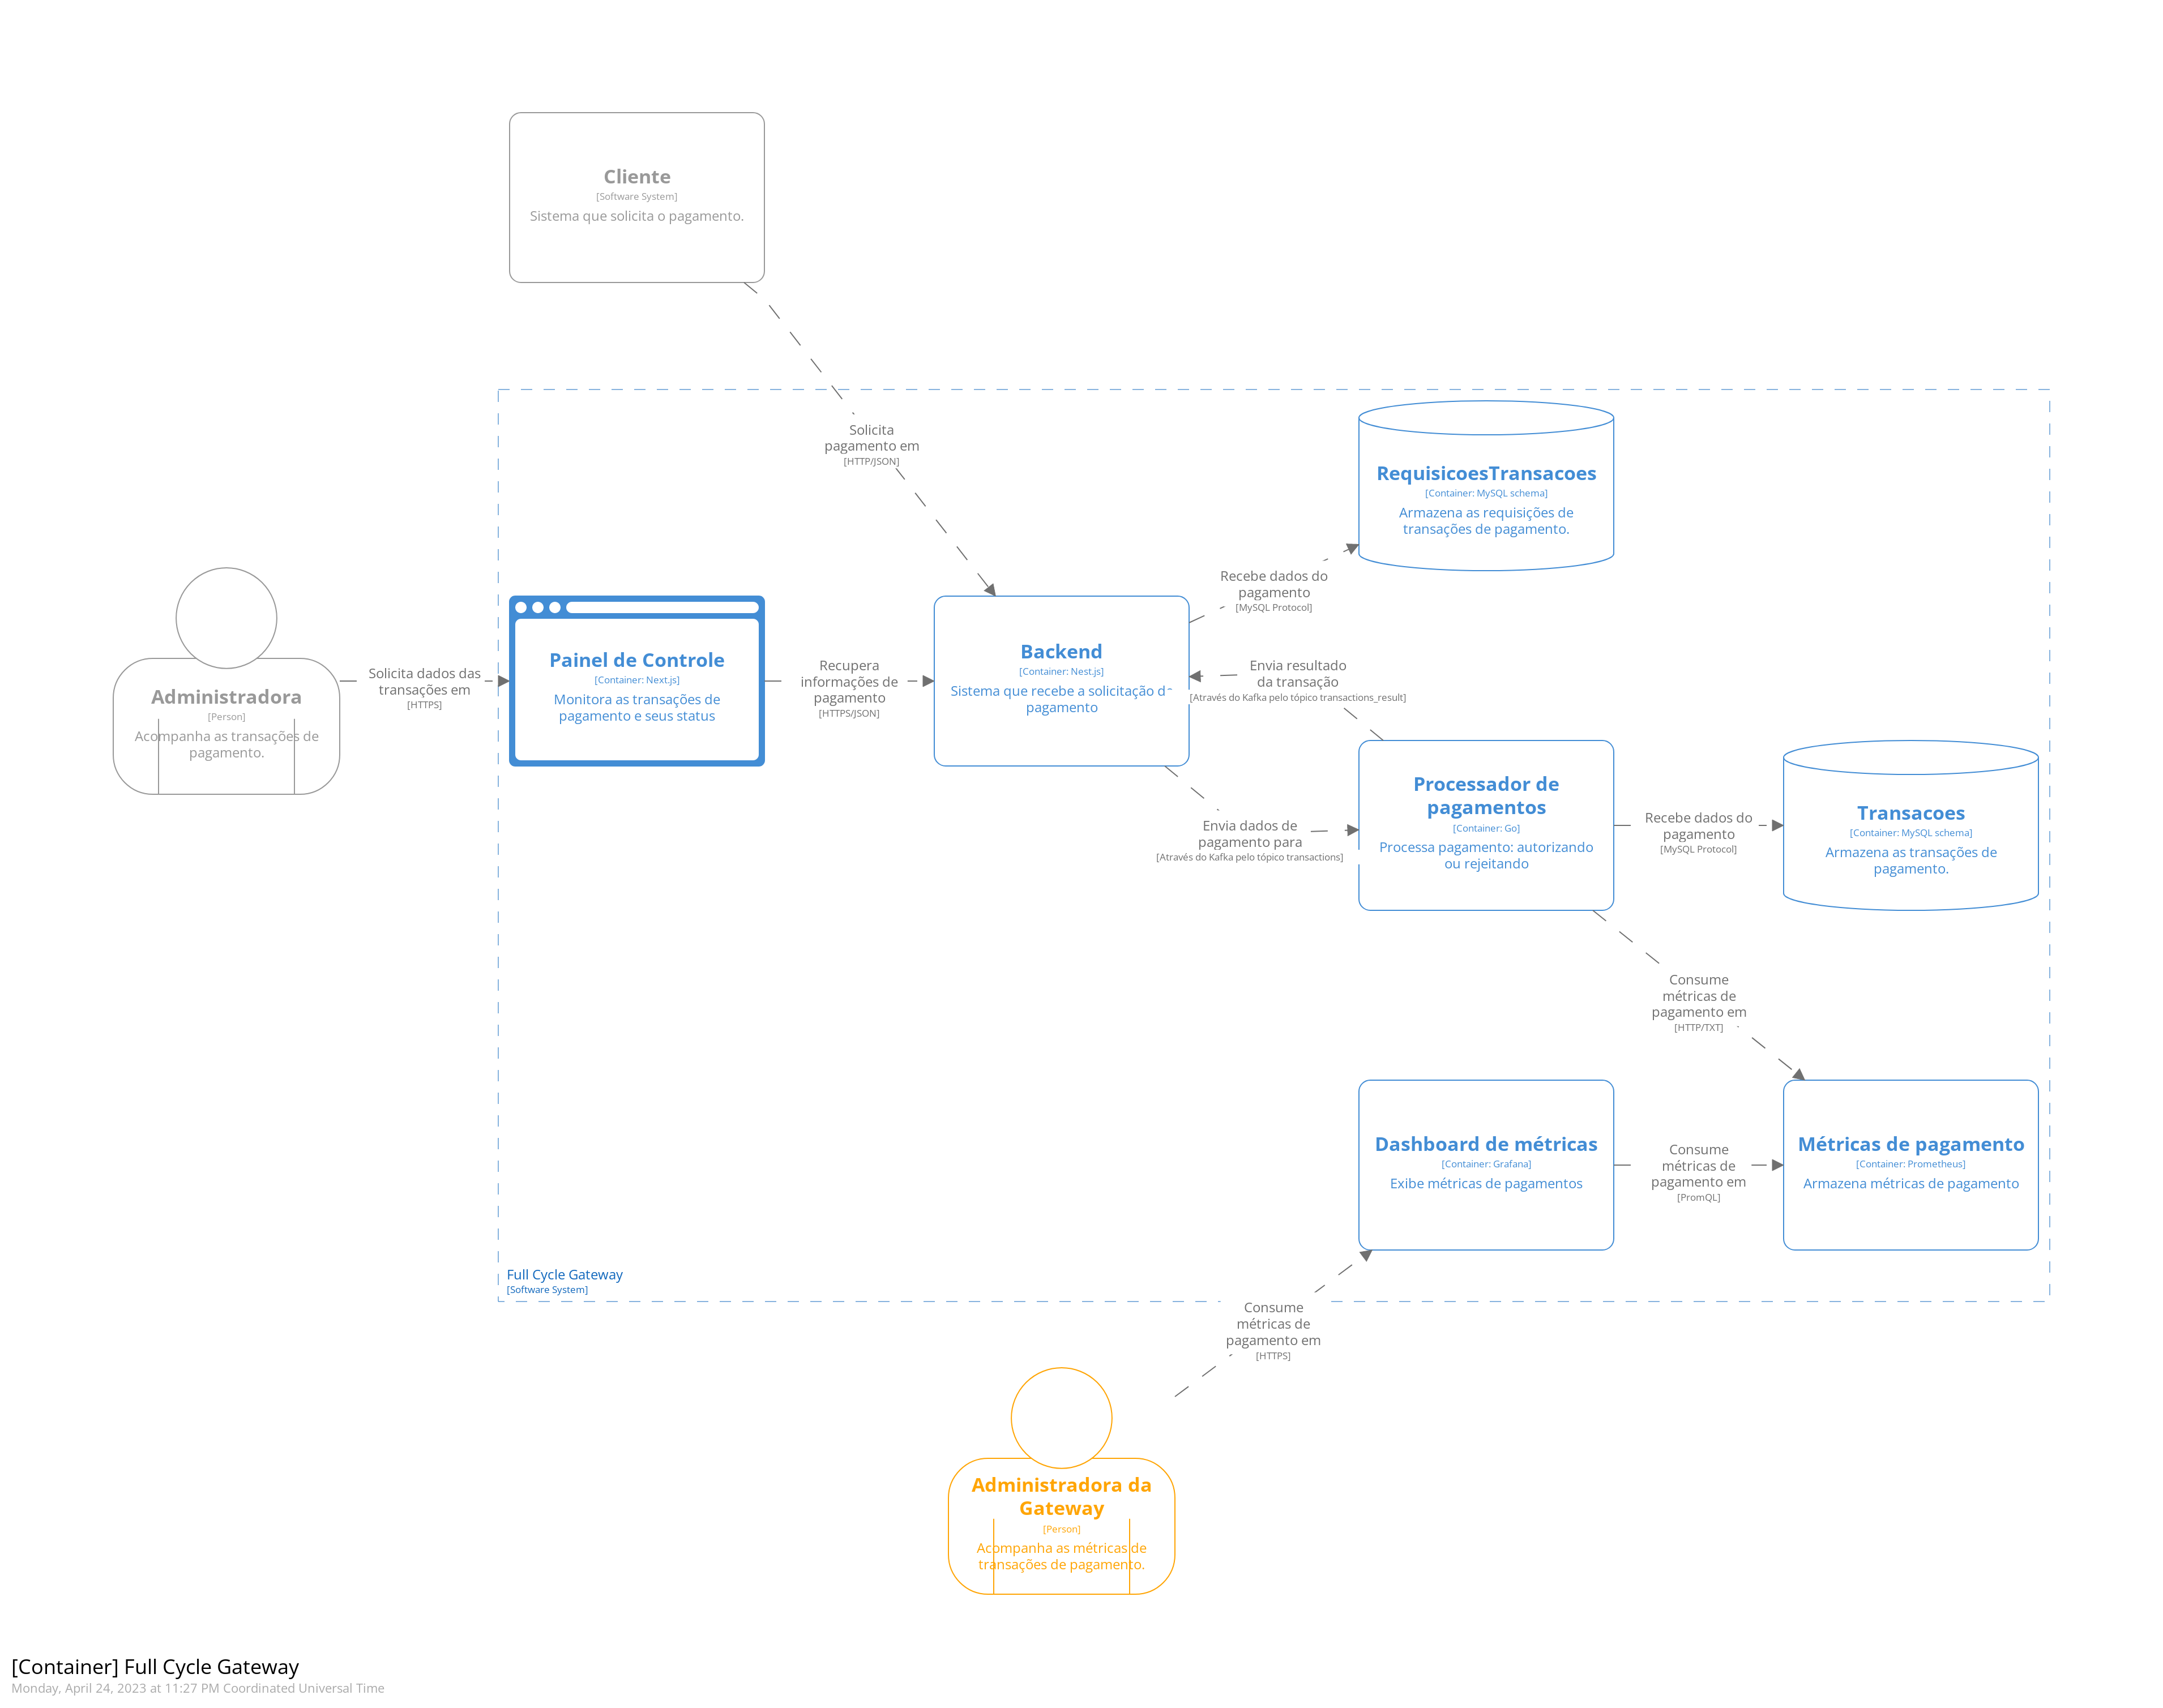 Cliente
[Software System]
Sistema que solicita o pagamento.
Solicita
pagamento em
[HTTP/JSON]
RequisicoesTransacoes
[Container: MySQL schema]
Armazena as requisições de
transações de pagamento.
Administradora
[Person]
Acompanha as transações de
pagamento.
Solicita dados das
transações em
[HTTPS]
Painel de Controle
[Container: Next.js]
Monitora as transações de
pagamento e seus status
Recupera
informações de
pagamento
[HTTPS/JSON]
Backend
[Container: Nest.js]
Sistema que recebe a solicitação d
pagamento
Recebe dados do
pagamento
[MySQL Protocol]
Envia resultado
da transação
[Através do Kafka pelo tópico transactions_result]
Envia dados de
pagamento para
[Através do Kafka pelo tópico transactions]
Processador de
pagamentos
[Container: Go]
Processa pagamento: autorizando
ou rejeitando
Recebe dados do
pagamento
[MySQL Protocol]
Transacoes
[Container: MySQL schema]
Armazena as transações de
pagamento.
Consume
métricas de
pagamento em
[HTTP/TXT]
Dashboard de métricas
[Container: Grafana]
Exibe métricas de pagamentos
Consume
métricas de
pagamento em
[PromQL]
Métricas de pagamento
[Container: Prometheus]
Armazena métricas de pagamento
Full Cycle Gateway
[Software System]
Consume
métricas de
pagamento em
[HTTPS]
Administradora da
Gateway
[Person]
Acompanha as métricas de
transações de pagamento.
[Container] Full Cycle Gateway
Monday, April 24, 2023 at 11:27 PM Coordinated Universal Time